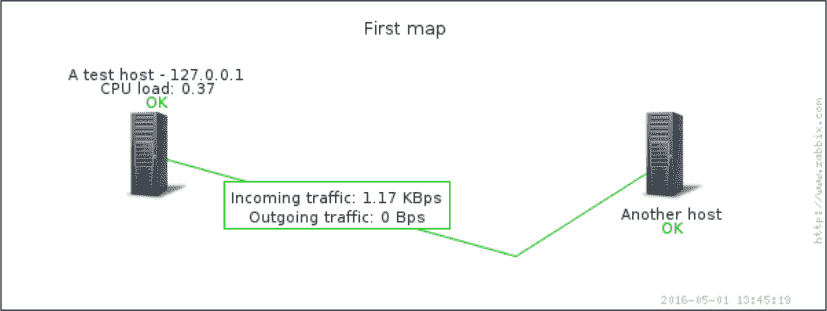 First map
A test host - 127.0.0.1
CPU load: 0.37
OK
Incoming traffic: 1.17 KBps
Outgoing traffic: 0 Bps
Another host
OK
http://www.zabbix.com
2016-05-01 13:45:19